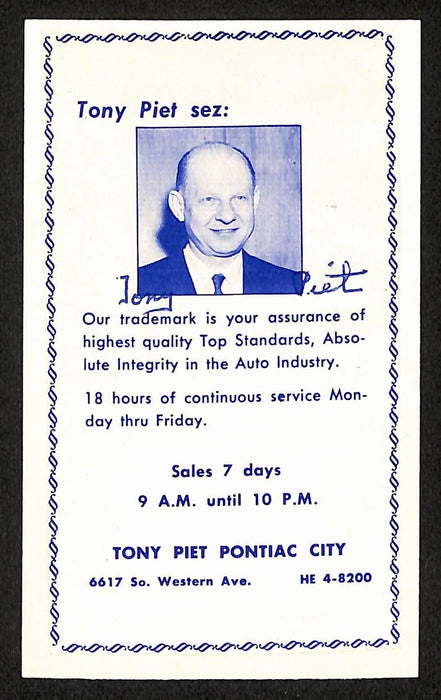 Tony Piet sez:
Tony Piet
Our trademark is your assurance of
highest quality Top Standards, Abso-
lute Integrity in the Auto Industry.
18 hours of continuous service Mon-
day thru Friday.
Sales 7 days
9 A.M. until 10 P.M.
TONY PIET PONTIAC CITY
6617 So. Western Ave. HE 4-8200